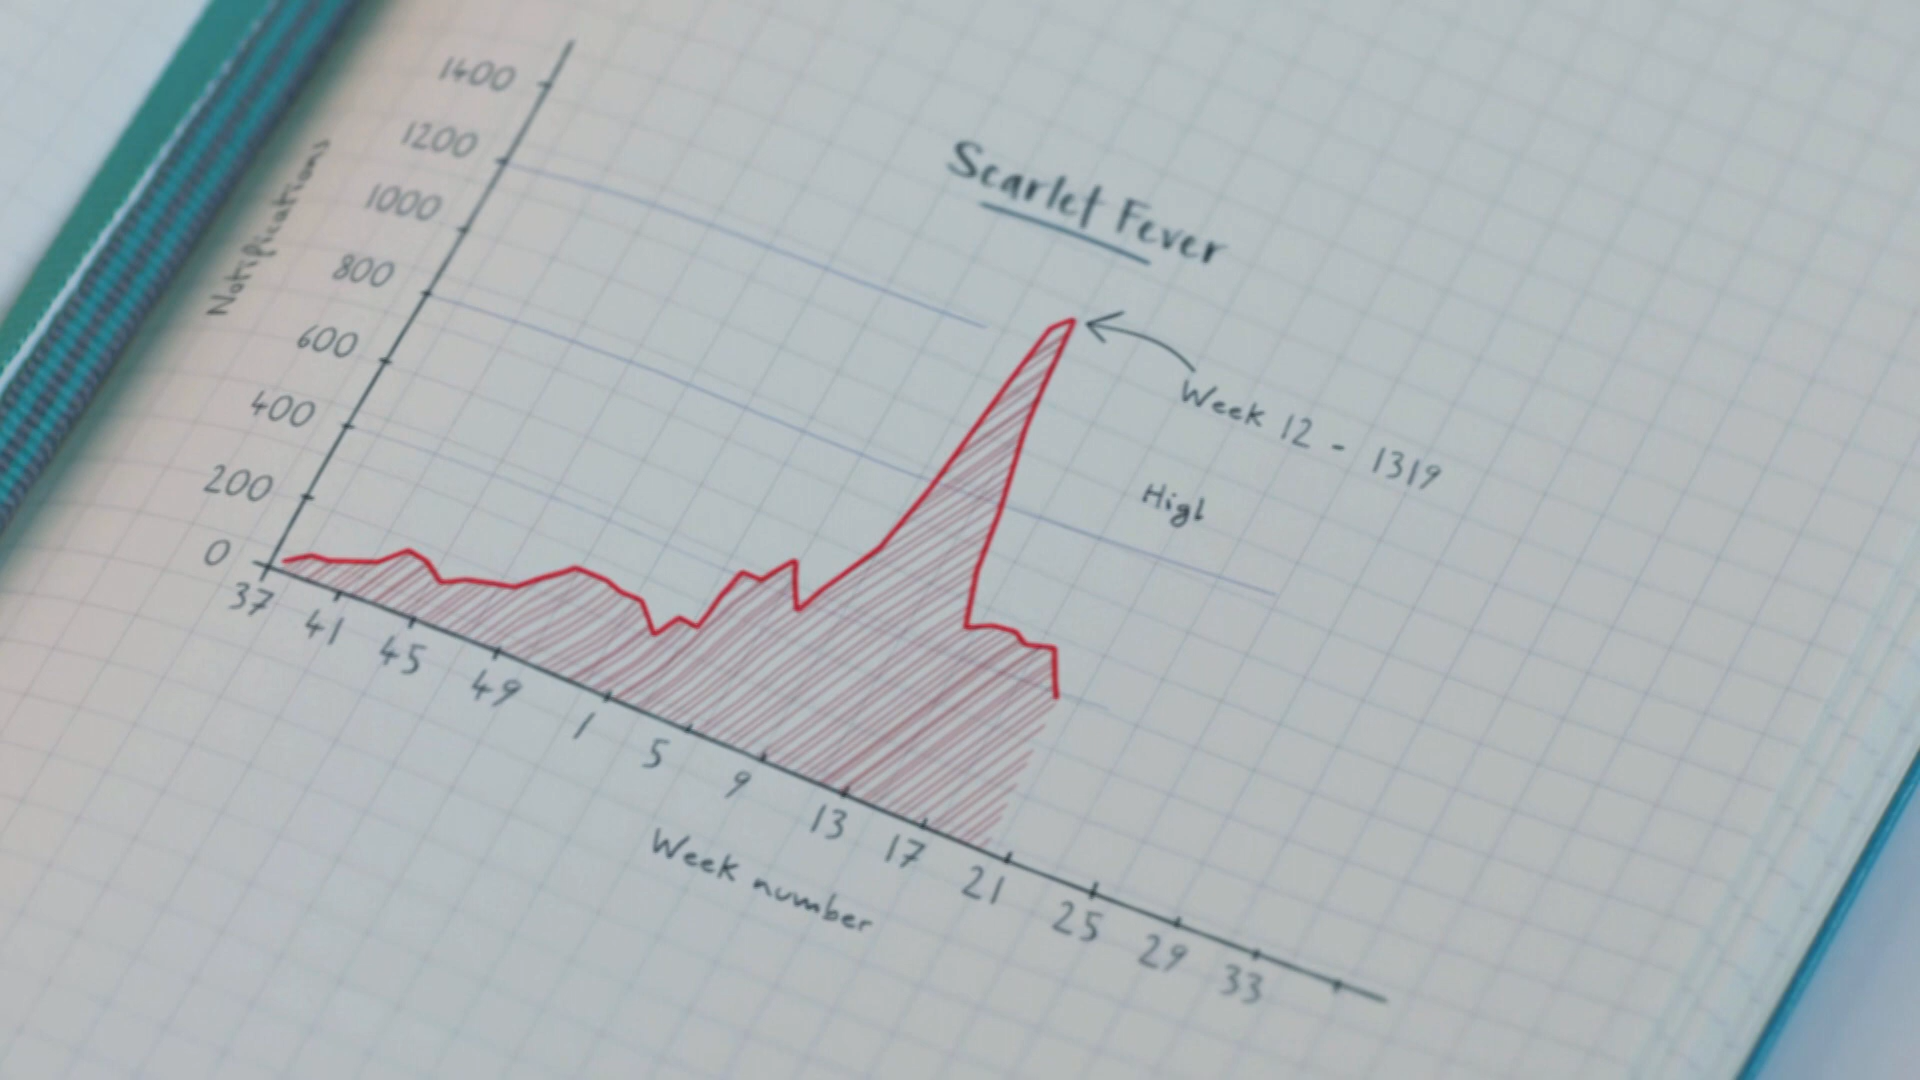 Scarlet Fever
Notifications
1400
1200
1000
800
600
400
200
0
37 41 45 49 1 5 9 13 17 21 25 29 33
Week number
Week 12 - 1319
Higl